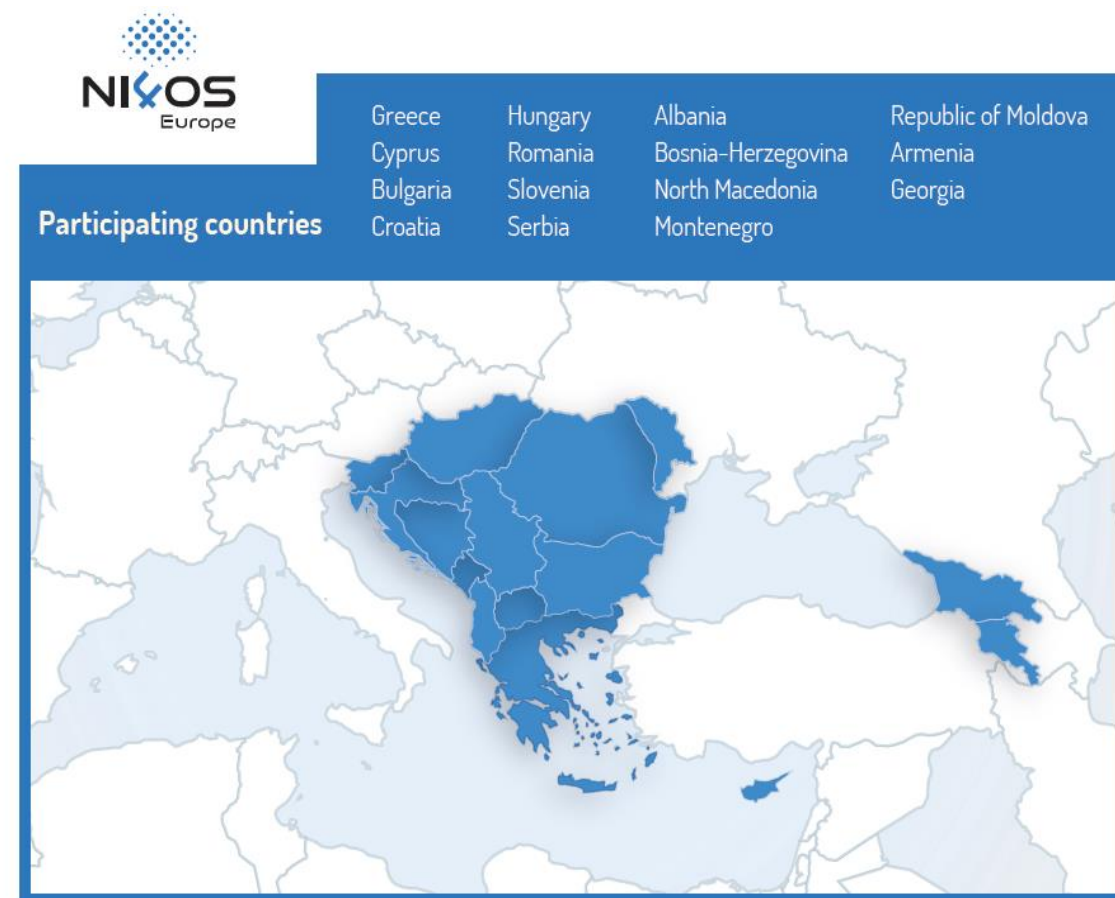 NI4OS
Europe
Participating countries
Greece
Cyprus
Bulgaria
Croatia
Hungary
Romania
Slovenia
Serbia
Albania
Bosnia-Herzegovina
North Macedonia
Montenegro
Republic of Moldova
Armenia
Georgia